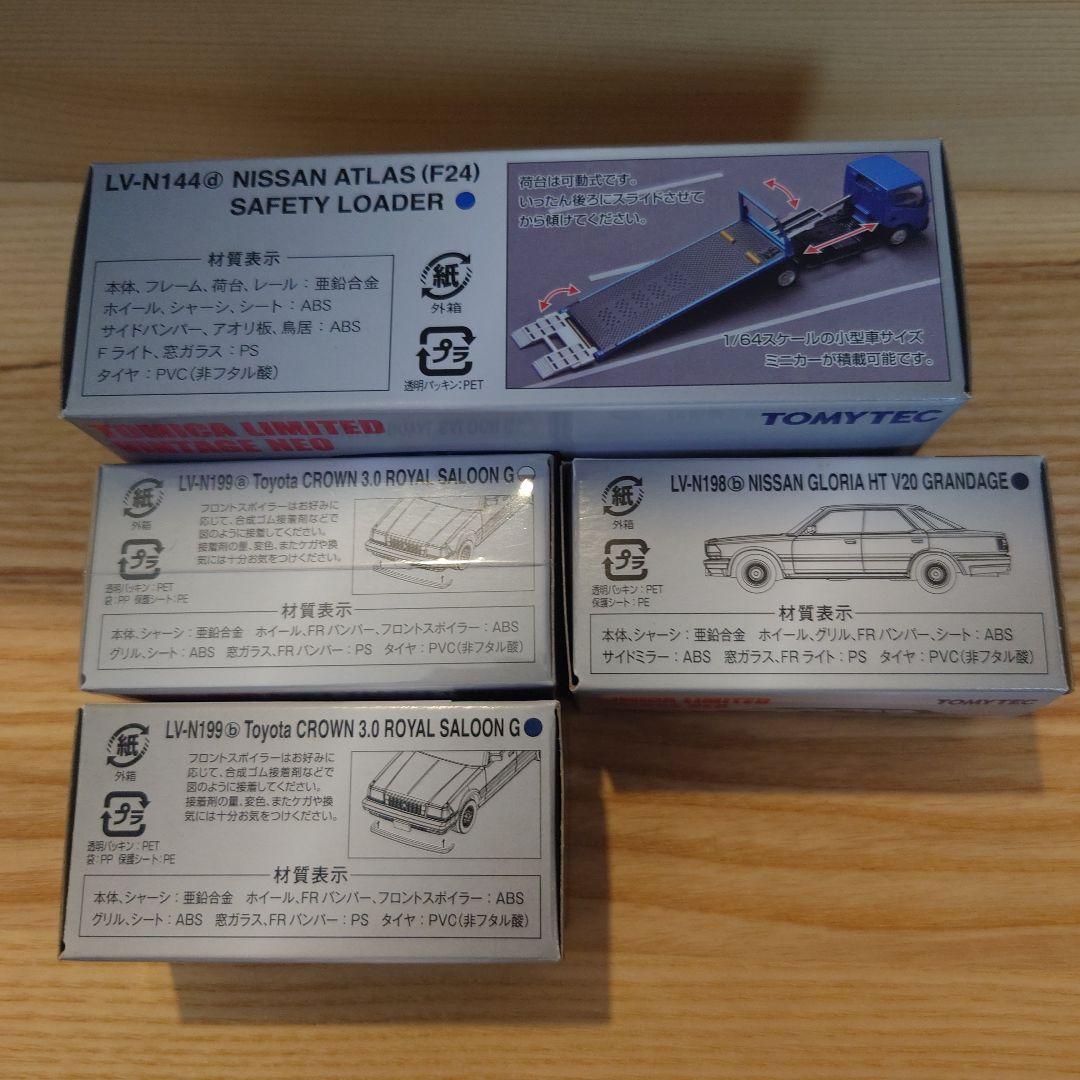 LV-N144ⓓ NISSAN ATLAS (F24)
SAFETY LOADER
材質表示
本体、フレーム、荷台、レール：亜鉛合金
ホイール、シャーシ、シート：ABS
サイドバンパー、アオリ板、鳥居：ABS
Fライト、窓ガラス：PS
タイヤ：PVC(非フタル酸)
紙
外箱
プラ
透明パッキン：PET
荷台は可動式です。
いったん後ろにスライドさせて
から傾けてください。
1/64スケールの小型車サイズ
ミニカーが積載可能です。
TOMICA LIMITED
VINTAGE NEO
TOMYTEC
LV-N199ⓐ Toyota CROWN 3.0 ROYAL SALOON G
紙
外箱
プラ
透明パッキン：PET
袋：PP 保護シート：PE
フロントスポイラーはお好みに
応じて、合成ゴム接着剤などで
図のように接着してください。
接着剤の量、変色、またケガや換
気には十分お気をつけください。
材質表示
本体、シャーシ：亜鉛合金 ホイール、FRバンパー、フロントスポイラー：ABS
グリル、シート：ABS 窓ガラス、FRバンパー：PS タイヤ：PVC(非フタル酸)
LV-N198ⓑ NISSAN GLORIA HT V20 GRANDAGE
紙
外箱
プラ
透明パッキン：PET
保護シート：PE
材質表示
本体、シャーシ：亜鉛合金 ホイール、グリル、FRバンパー、シート：ABS
サイドミラー：ABS 窓ガラス、FRライト：PS タイヤ：PVC(非フタル酸)
TOMICA LIMITED
TOMYTEC
LV-N199ⓑ Toyota CROWN 3.0 ROYAL SALOON G
紙
外箱
プラ
透明パッキン：PET
袋：PP 保護シート：PE
フロントスポイラーはお好みに
応じて、合成ゴム接着剤などで
図のように接着してください。
接着剤の量、変色、またケガや換
気には十分お気をつけください。
材質表示
本体、シャーシ：亜鉛合金 ホイール、FRバンパー、フロントスポイラー：ABS
グリル、シート：ABS 窓ガラス、FRバンパー：PS タイヤ：PVC(非フタル酸)